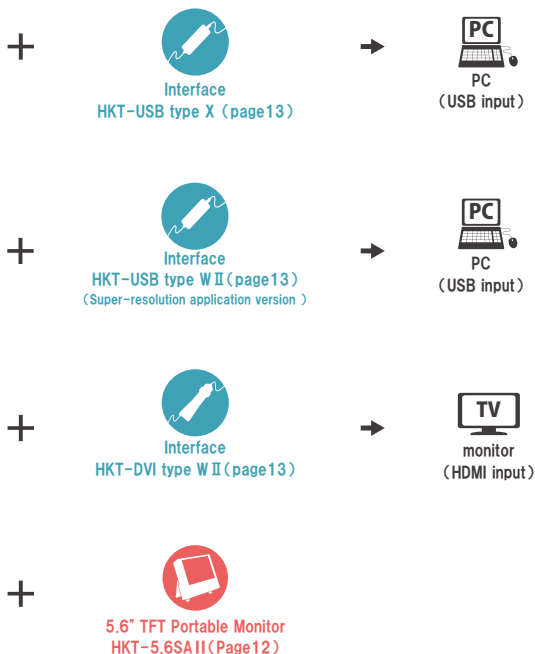 +
PC
Interface
HKT-USB type X (page13)
PC
(USB input)
+
PC
Interface
HKT-USB type WⅡ(page13)
(Super-resolution application version )
PC
(USB input)
+
TV
Interface
HKT-DVI type WⅡ(page13)
monitor
(HDMI input)
+
5.6" TFT Portable Monitor
HKT-5.6SAII(Page12)